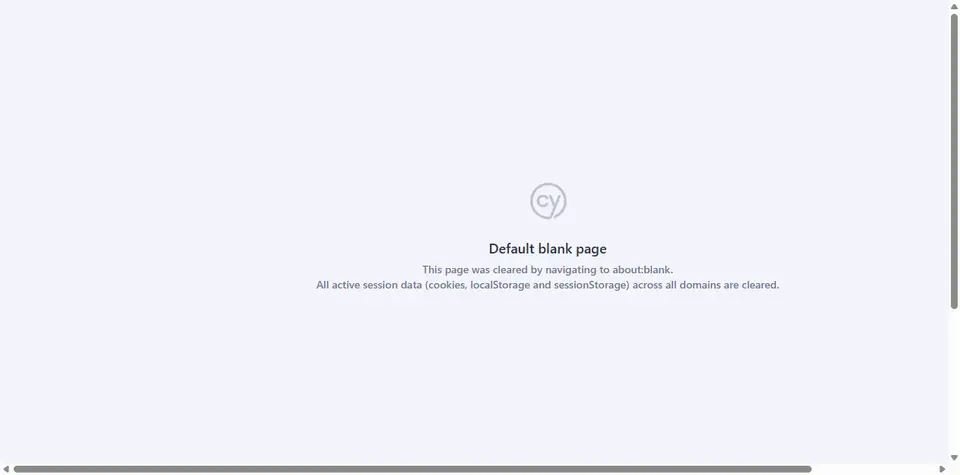 cy
Default blank page
This page was cleared by navigating to about:blank.
All active session data (cookies, localStorage and sessionStorage) across all domains are cleared.